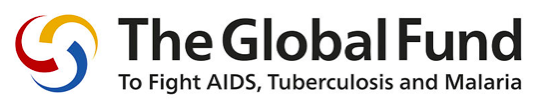 The Global Fund
To Fight AIDS, Tuberculosis and Malaria